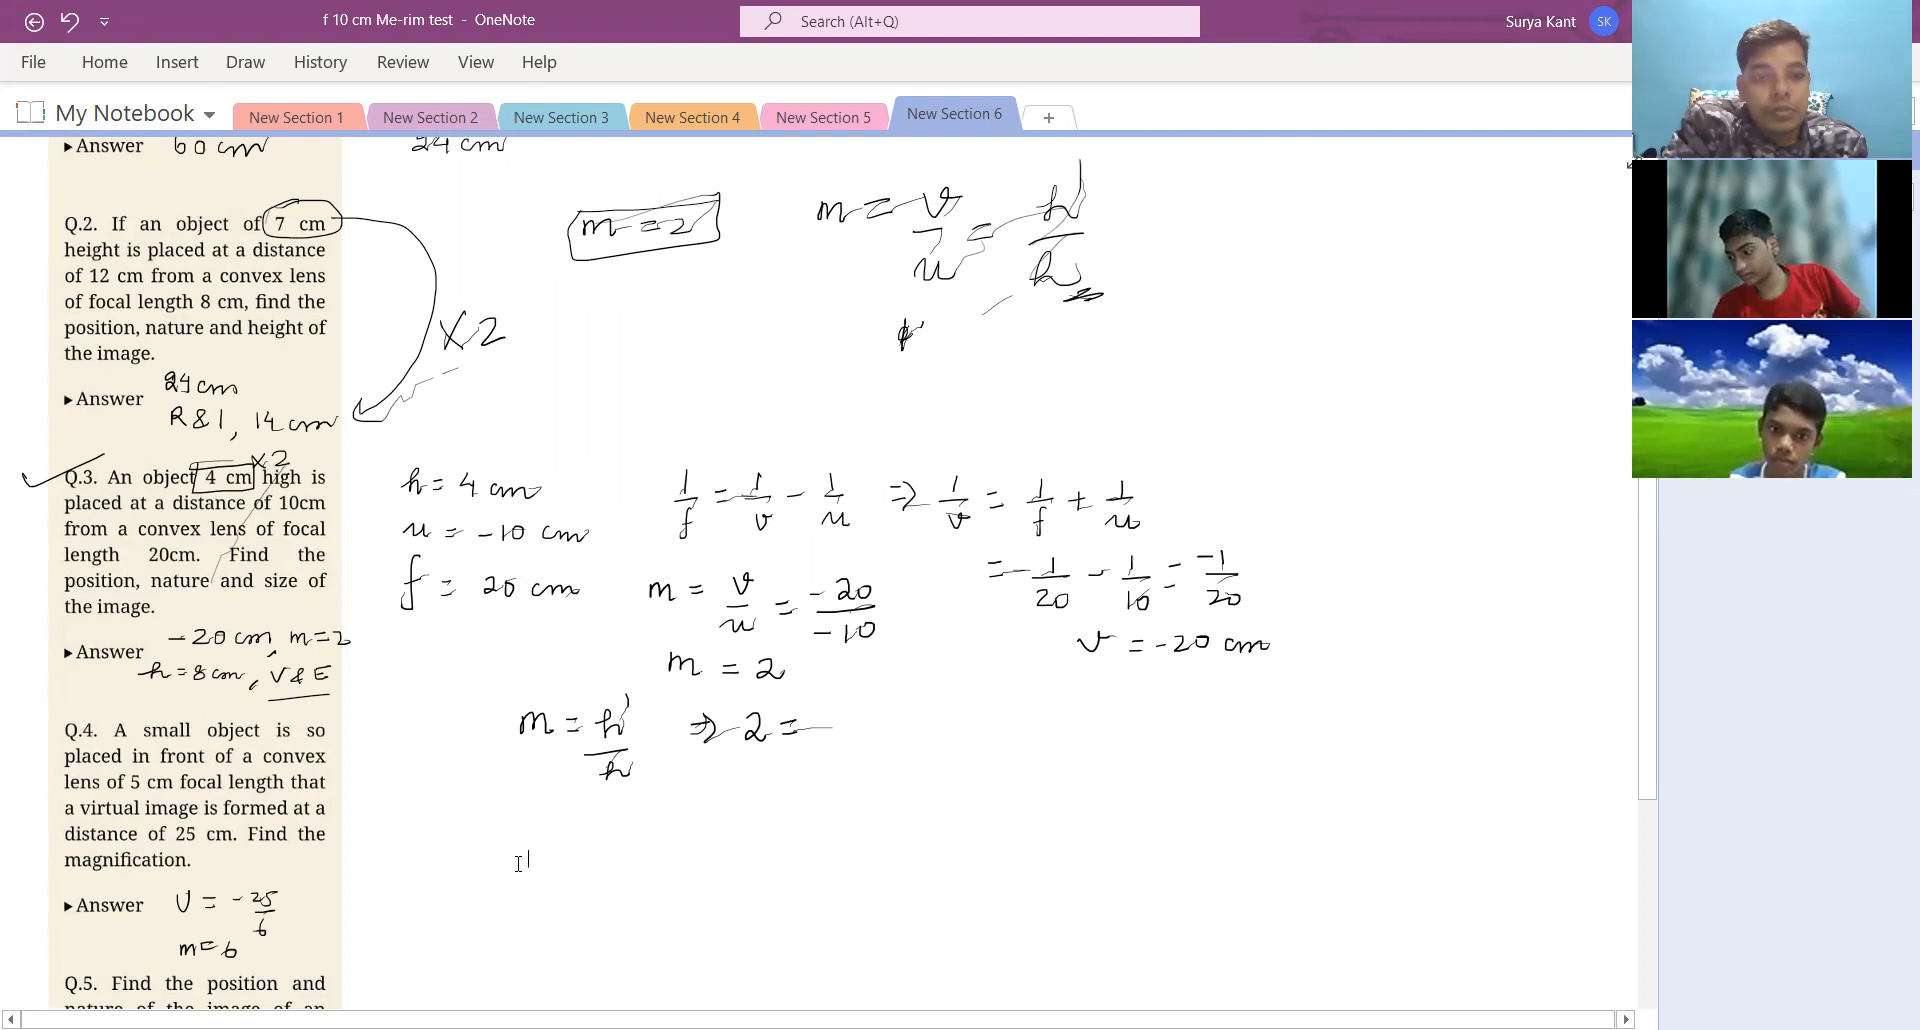 f 10 cm Me-rim test - OneNote
Search (Alt+Q)
Surya Kant SK
File Home Insert Draw History Review View Help
My Notebook
New Section 1 New Section 2 New Section 3 New Section 4 New Section 5 New Section 6 +
▸Answer 60 cm
24 cm
Q.2. If an object of 7 cm
height is placed at a distance
of 12 cm from a convex lens
of focal length 8 cm, find the
position, nature and height of
the image.
▸Answer 24 cm
R & I, 14 cm
×2
m = 2
m = v/u = h'/h
×2
Q.3. An object 4 cm high is
placed at a distance of 10cm
from a convex lens of focal
length 20cm. Find the
position, nature and size of
the image.
▸Answer -20 cm, m=2
h = 8 cm, V & E
h = 4 cm
u = -10 cm
f = 20 cm
1/f = 1/v - 1/u ⇒ 1/v = 1/f + 1/u
= 1/20 - 1/10 = -1/20
v = -20 cm
m = v/u = -20/-10
m = 2
m = h'/h ⇒ 2 =
Q.4. A small object is so
placed in front of a convex
lens of 5 cm focal length that
a virtual image is formed at a
distance of 25 cm. Find the
magnification.
▸Answer U = -25/6
m = 6
Q.5. Find the position and
nature of the image of an